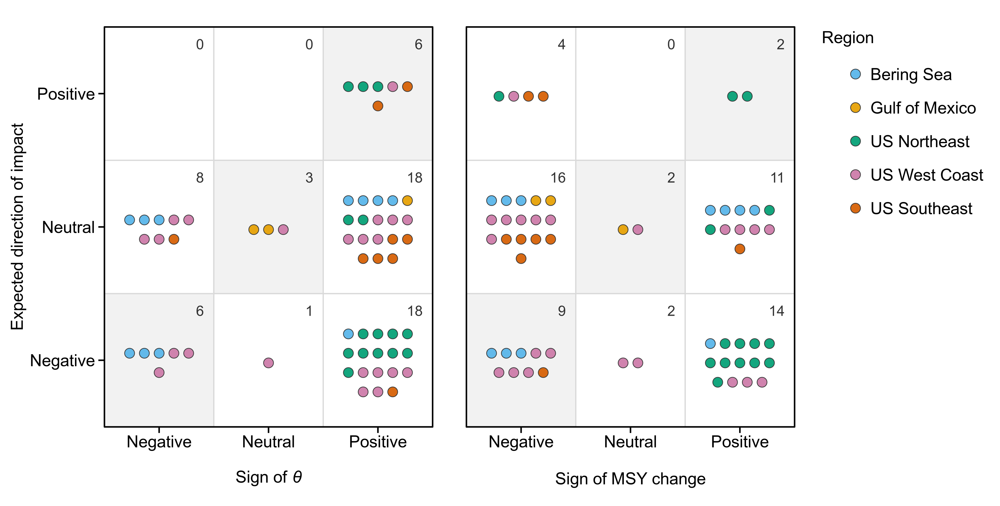 0
0
6
4
0
2
Region
Bering Sea
Gulf of Mexico
US Northeast
US West Coast
US Southeast
Expected direction of impact
Positive
Neutral
Negative
8
3
18
16
2
11
6
1
18
9
2
14
Negative
Neutral
Positive
Negative
Neutral
Positive
Sign of θ
Sign of MSY change